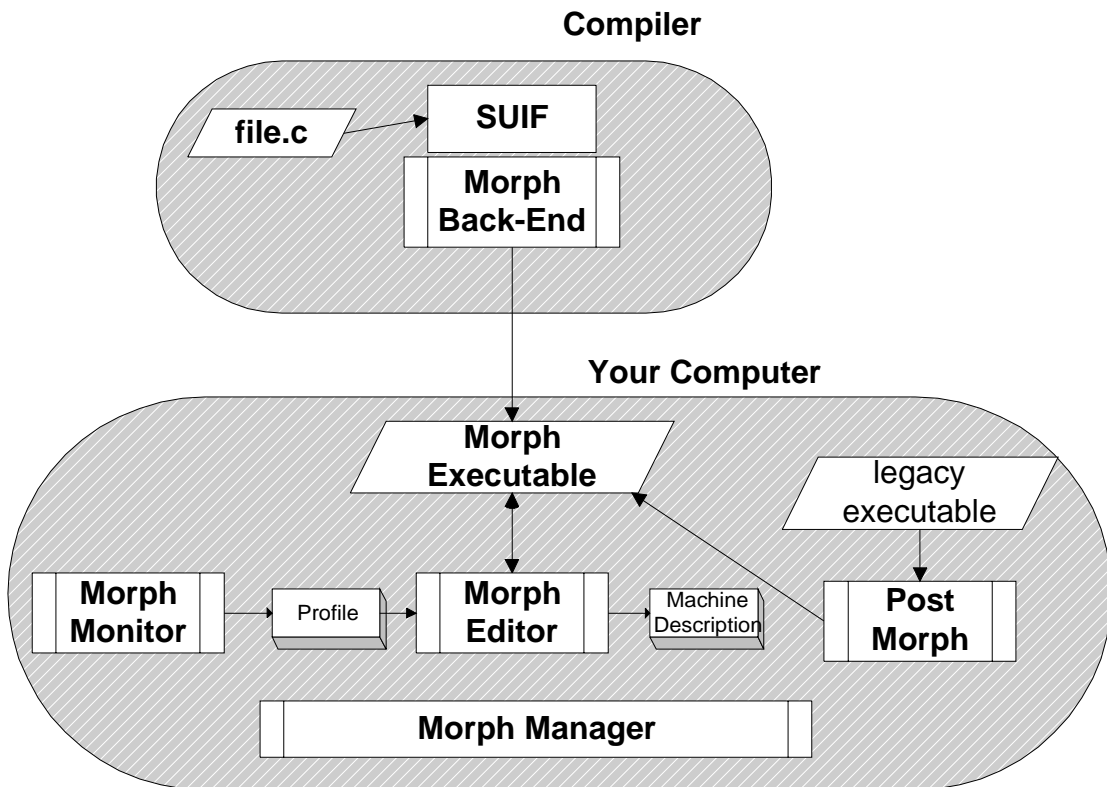 Compiler
file.c
SUIF
Morph
Back-End
Your Computer
Morph
Executable
legacy
executable
Morph
Monitor
Profile
Morph
Editor
Machine
Description
Post
Morph
Morph Manager